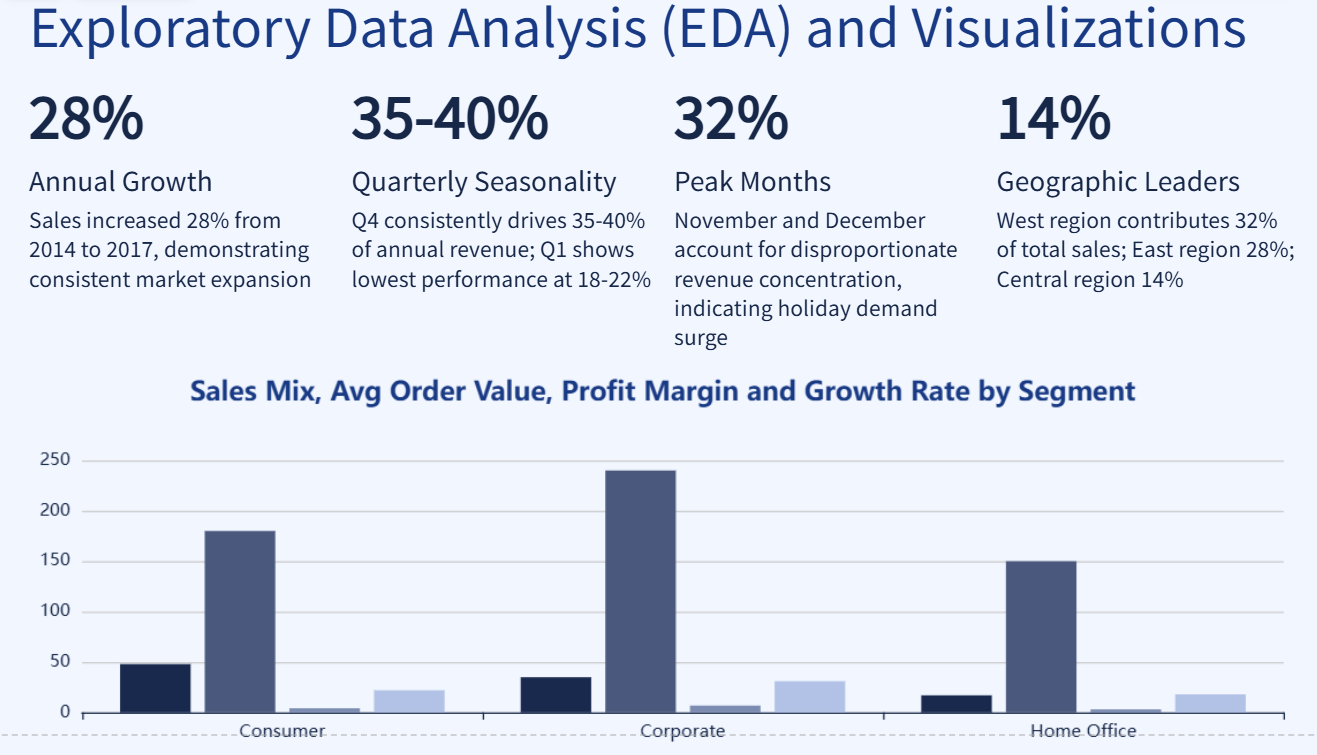 Exploratory Data Analysis (EDA) and Visualizations
28%
Annual Growth
Sales increased 28% from
2014 to 2017, demonstrating
consistent market expansion
35-40%
Quarterly Seasonality
Q4 consistently drives 35-40%
of annual revenue; Q1 shows
lowest performance at 18-22%
32%
Peak Months
November and December
account for disproportionate
revenue concentration,
indicating holiday demand
surge
14%
Geographic Leaders
West region contributes 32%
of total sales; East region 28%;
Central region 14%
Sales Mix, Avg Order Value, Profit Margin and Growth Rate by Segment
250
200
150
100
50
0
Consumer
Corporate
Home Office